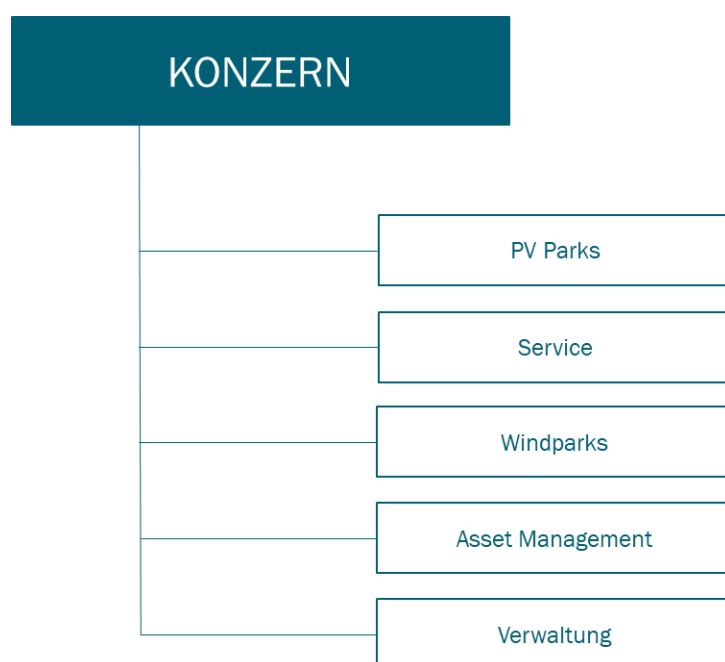 KONZERN
PV Parks
Service
Windparks
Asset Management
Verwaltung